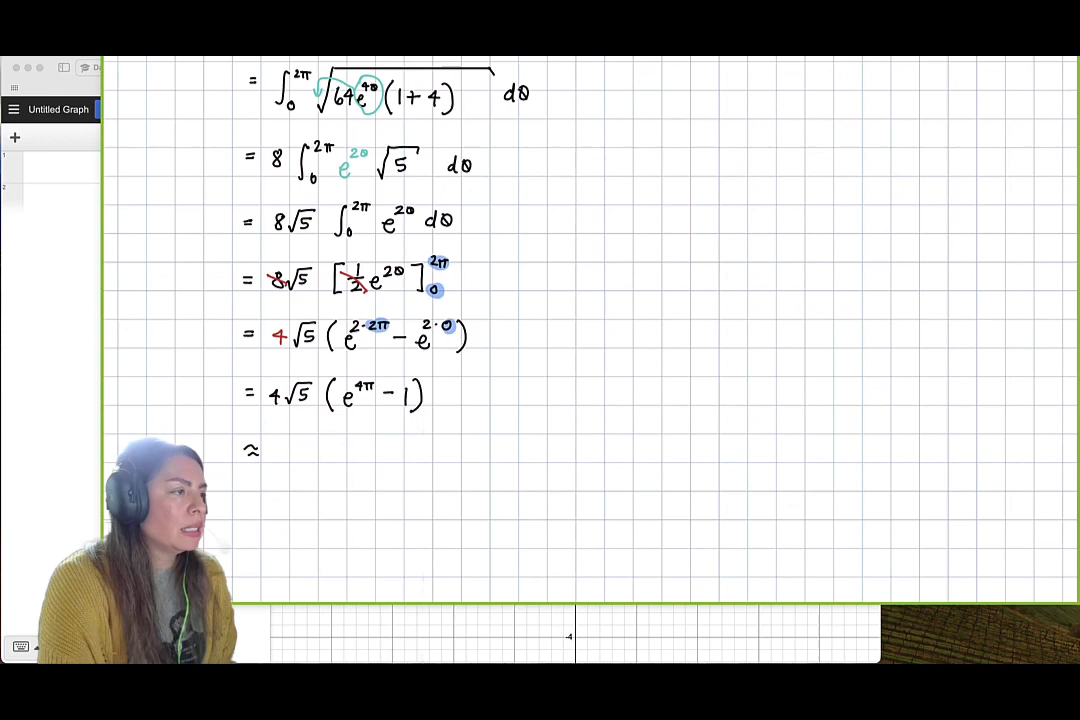 = ∫₀^2π √(64e^4θ (1 + 4)) dθ
Untitled Graph
= 8 ∫₀^2π e^2θ √5 dθ
= 8√5 ∫₀^2π e^2θ dθ
= 8√5 [1/2 e^2θ]₀^2π
= 4√5 (e^2·2π − e^2·0)
= 4√5 (e^4π − 1)
≈
-4